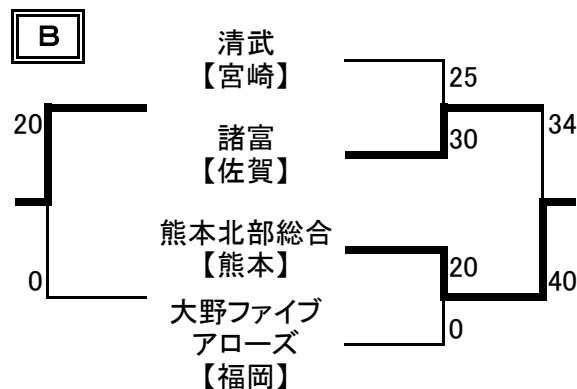 B
清武
【宮崎】
25
20
34
諸富
【佐賀】
30
熊本北部総合
【熊本】
20
0
40
大野ファイブ
アローズ
【福岡】
0